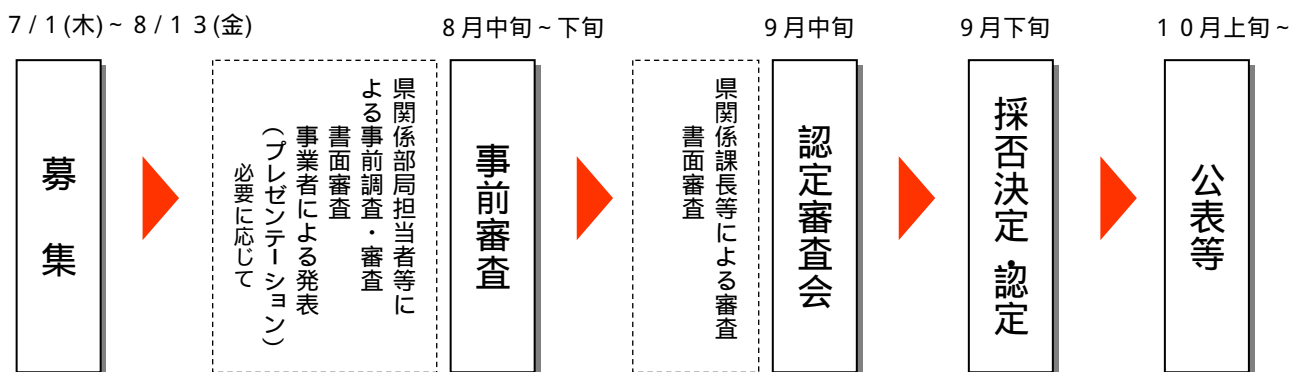 7/1(木)~8/13(金)
8月中旬~下旬
9月中旬
9月下旬
10月上旬~
募集
県関係部局担当者等に
よる事前調査・審査
書面審査
事業者による発表
(プレゼンテーション)
必要に応じて
事前審査
県関係課長等による審査
書面審査
認定審査会
採否決定・認定
公表等